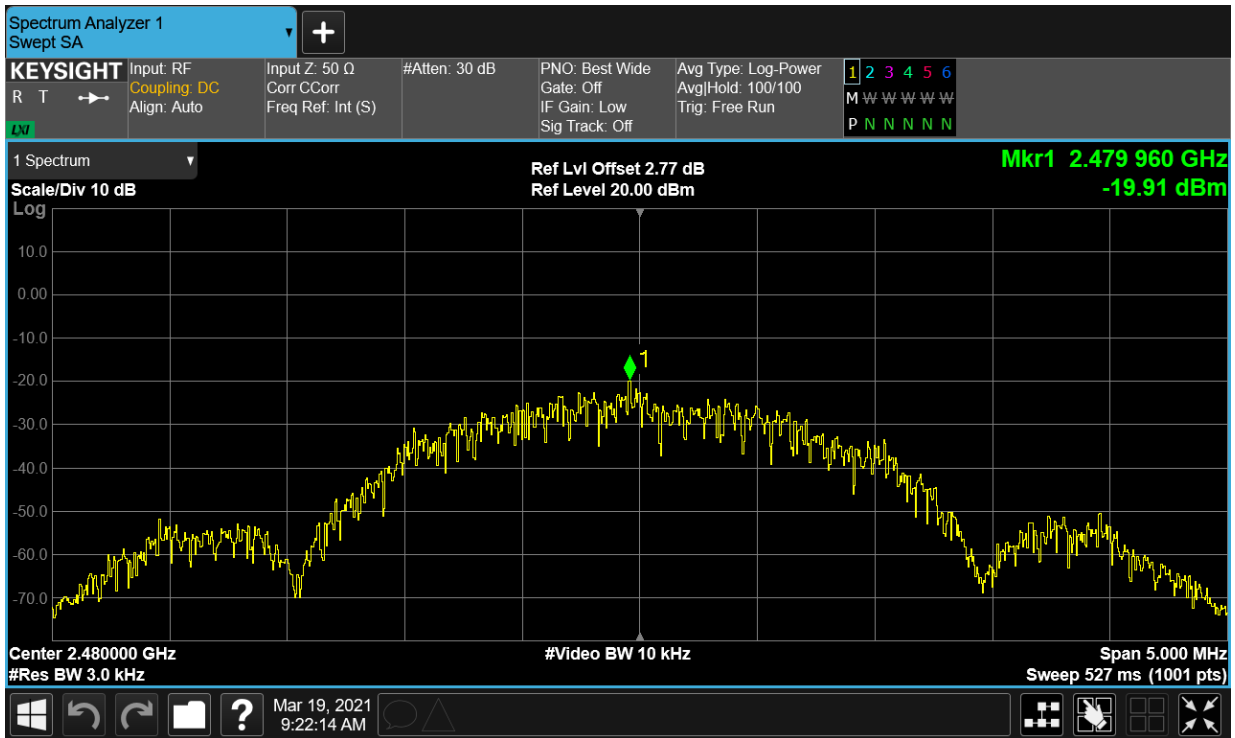 Spectrum Analyzer 1
Swept SA
KEYSIGHT
R T
LXI
Input: RF
Coupling: DC
Align: Auto
Input Z: 50 Ω
Corr CCorr
Freq Ref: Int (S)
#Atten: 30 dB
PNO: Best Wide
Gate: Off
IF Gain: Low
Sig Track: Off
Avg Type: Log-Power
Avg|Hold: 100/100
Trig: Free Run
1 2 3 4 5 6
M W W W W W
P N N N N N
1 Spectrum
Scale/Div 10 dB
Ref Lvl Offset 2.77 dB
Ref Level 20.00 dBm
Mkr1 2.479 960 GHz
-19.91 dBm
Log
10.0
0.00
-10.0
-20.0
-30.0
-40.0
-50.0
-60.0
-70.0
1
Center 2.480000 GHz
#Video BW 10 kHz
Span 5.000 MHz
#Res BW 3.0 kHz
Sweep 527 ms (1001 pts)
?
Mar 19, 2021
9:22:14 AM